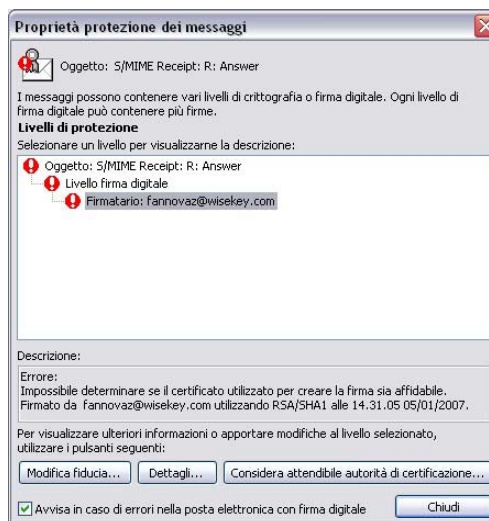 Proprietà protezione dei messaggi
Oggetto: S/MIME Receipt: R: Answer
I messaggi possono contenere vari livelli di crittografia o firma digitale. Ogni livello di
firma digitale può contenere più firme.
Livelli di protezione
Selezionare un livello per visualizzarne la descrizione:
Oggetto: S/MIME Receipt: R: Answer
Livello firma digitale
Firmatario: fannovaz@wisekey.com
Descrizione:
Errore:
Impossibile determinare se il certificato utilizzato per creare la firma sia affidabile.
Firmato da fannovaz@wisekey.com utilizzando RSA/SHA1 alle 14.31.05 05/01/2007.
Per visualizzare ulteriori informazioni o apportare modifiche al livello selezionato,
utilizzare i pulsanti seguenti:
Modifica fiducia... Dettagli... Considera attendibile autorità di certificazione...
Avvisa in caso di errori nella posta elettronica con firma digitale Chiudi